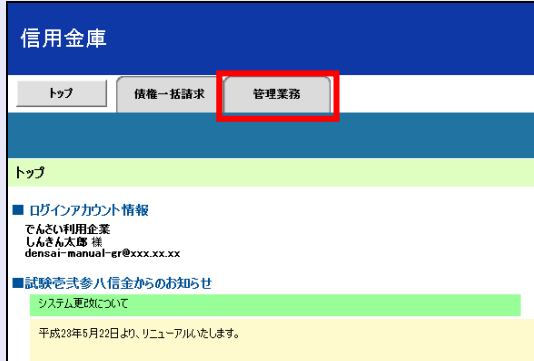 信用金庫
トップ 債権一括請求 管理業務
トップ
■ ログインアカウント情報
でんさい利用企業
しんきん太郎 様
densai-manual-gr@xxx.xx.xx
■試験壱弐参八信金からのお知らせ
システム更改について
平成23年5月22日より、リニューアルいたします。